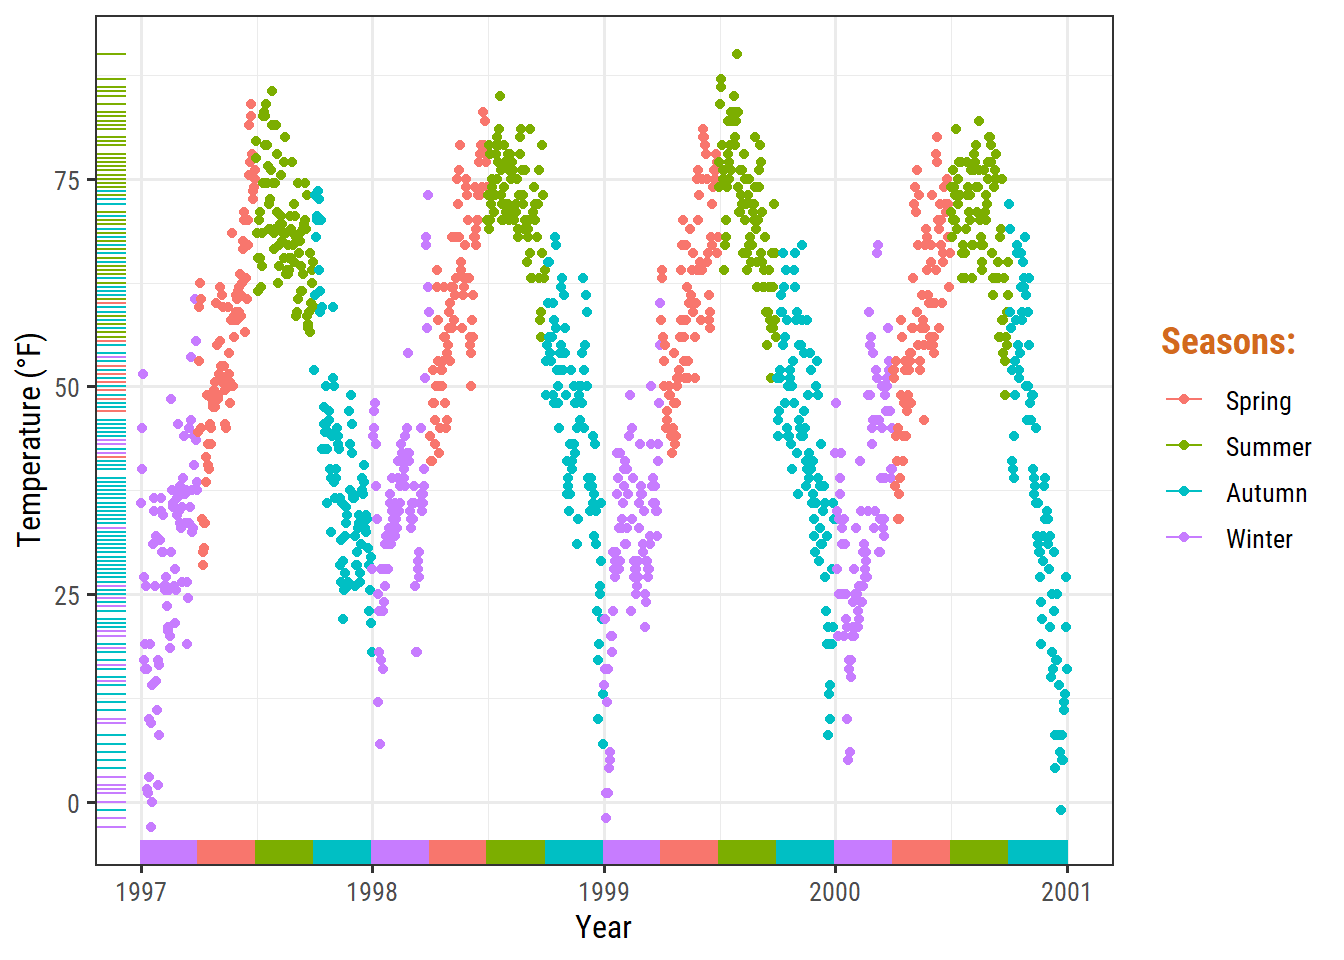 75
50
25
0
Temperature (°F)
1997 1998 1999 2000 2001
Year
Seasons:
Spring
Summer
Autumn
Winter